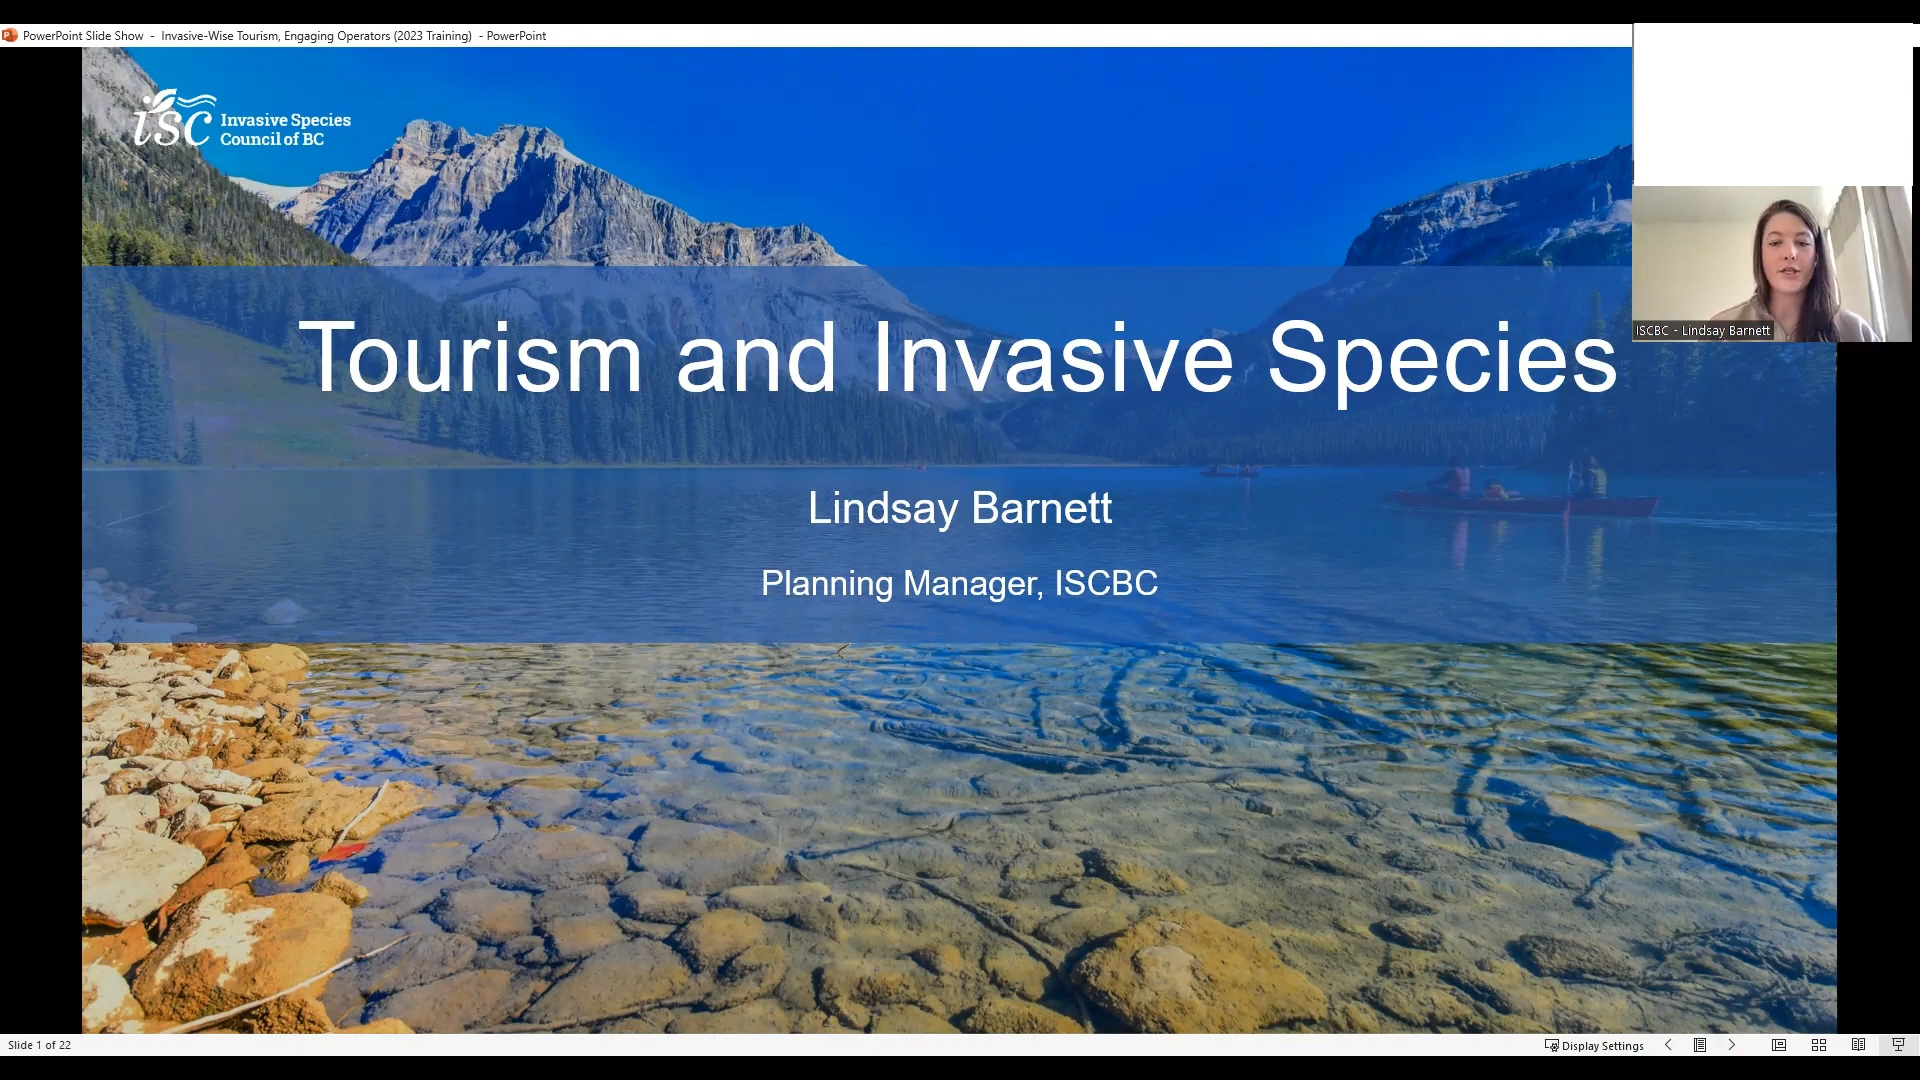 PowerPoint Slide Show - Invasive-Wise Tourism, Engaging Operators (2023 Training) - PowerPoint
isc Invasive Species
Council of BC
Tourism and Invasive Species
ISCBC - Lindsay Barnett
Lindsay Barnett
Planning Manager, ISCBC
Slide 1 of 22
Display Settings